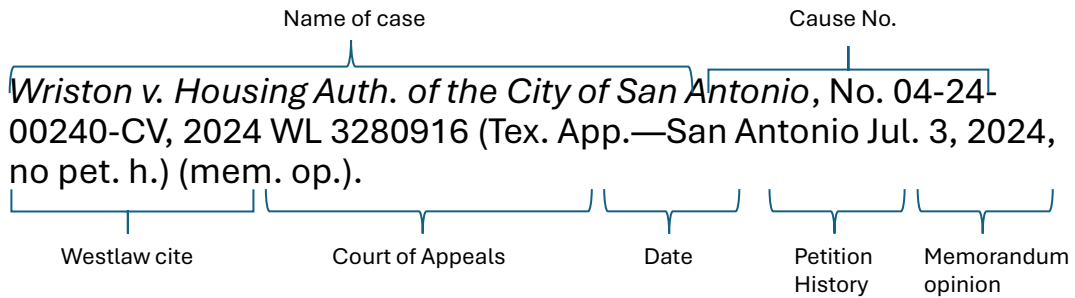 Name of case Cause No.
Wriston v. Housing Auth. of the City of San Antonio, No. 04-24-
00240-CV, 2024 WL 3280916 (Tex. App.—San Antonio Jul. 3, 2024,
no pet. h.) (mem. op.).
Westlaw cite Court of Appeals Date Petition Memorandum
History opinion